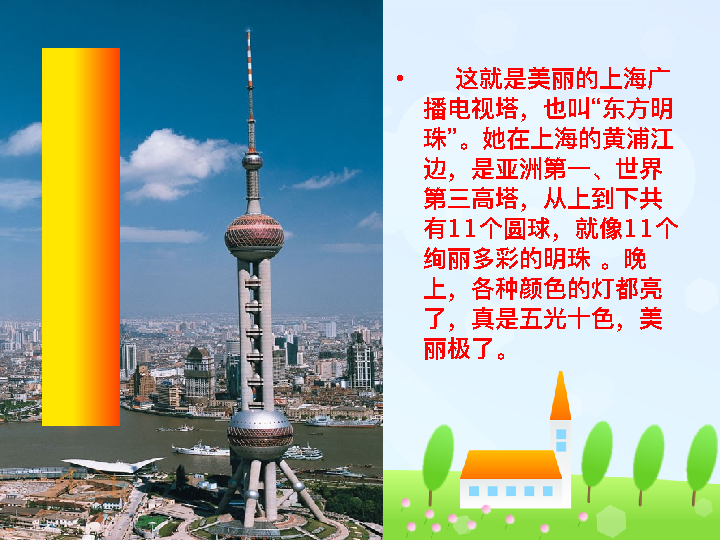 • 这就是美丽的上海广
播电视塔，也叫“东方明
珠”。她在上海的黄浦江
边，是亚洲第一、世界
第三高塔，从上到下共
有11个圆球，就像11个
绚丽多彩的明珠 。晚
上，各种颜色的灯都亮
了，真是五光十色，美
丽极了。